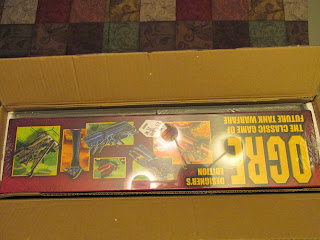 OGRE
DESIGNER'S
EDITION
THE CLASSIC GAME OF
FUTURE TANK WARFARE